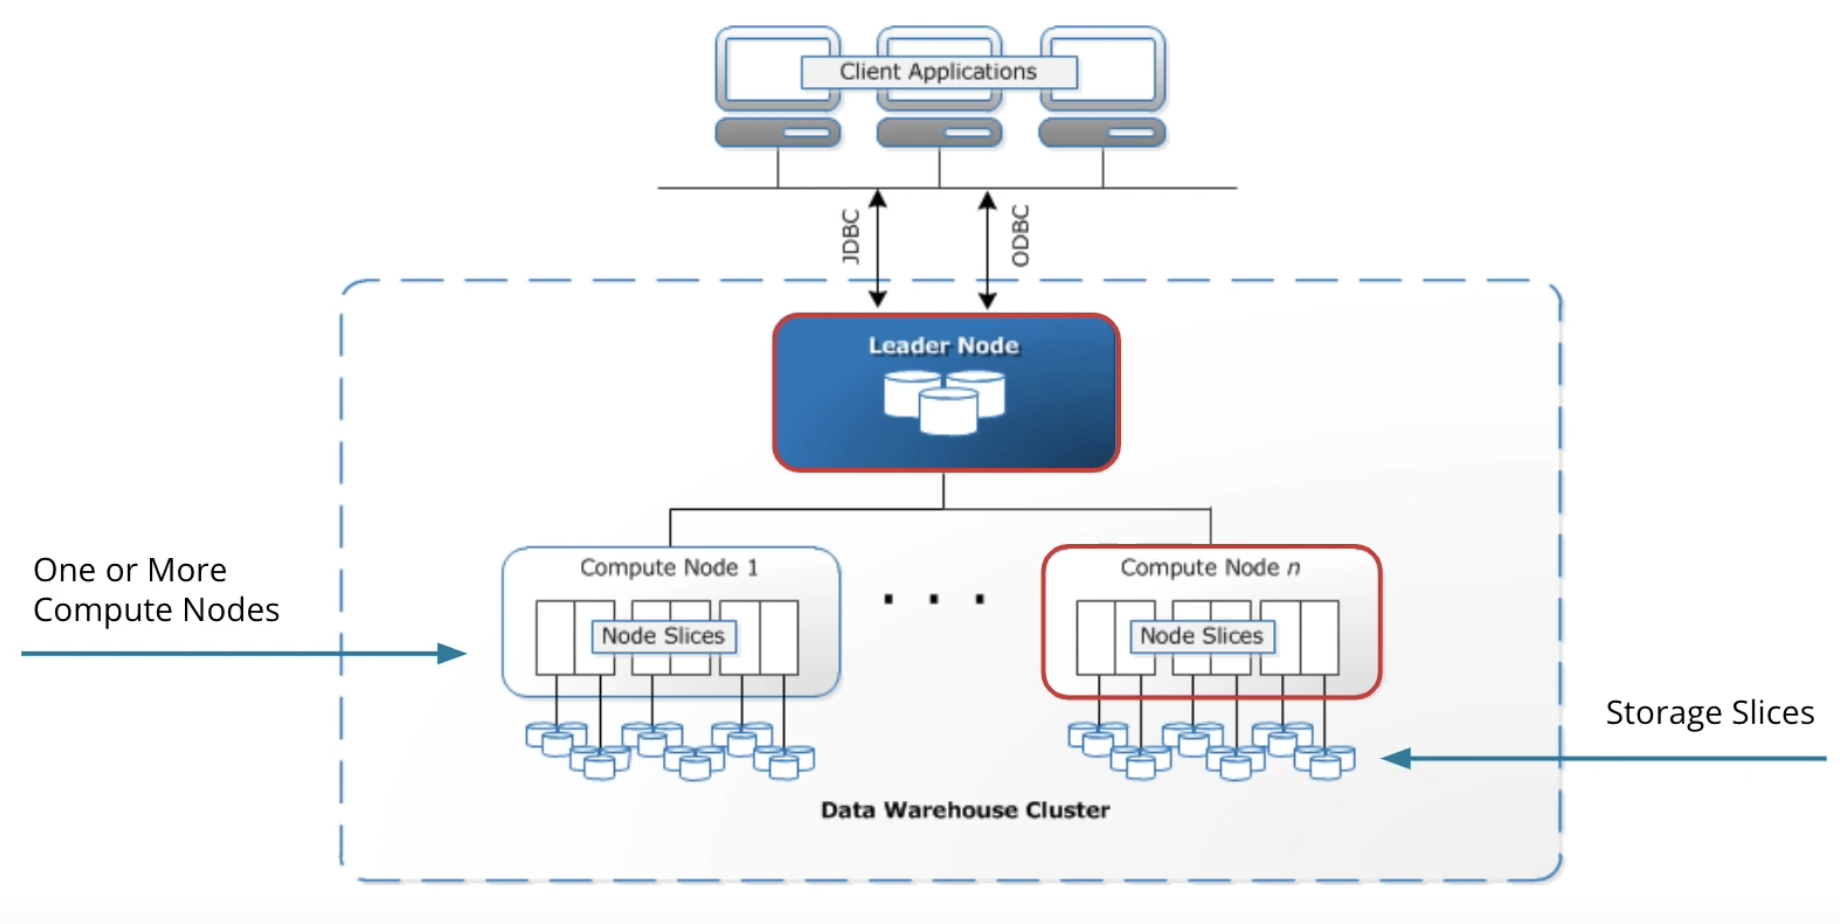 Client Applications
JDBC
ODBC
Leader Node
One or More
Compute Nodes
Compute Node 1
Node Slices
. . .
Compute Node n
Node Slices
Storage Slices
Data Warehouse Cluster